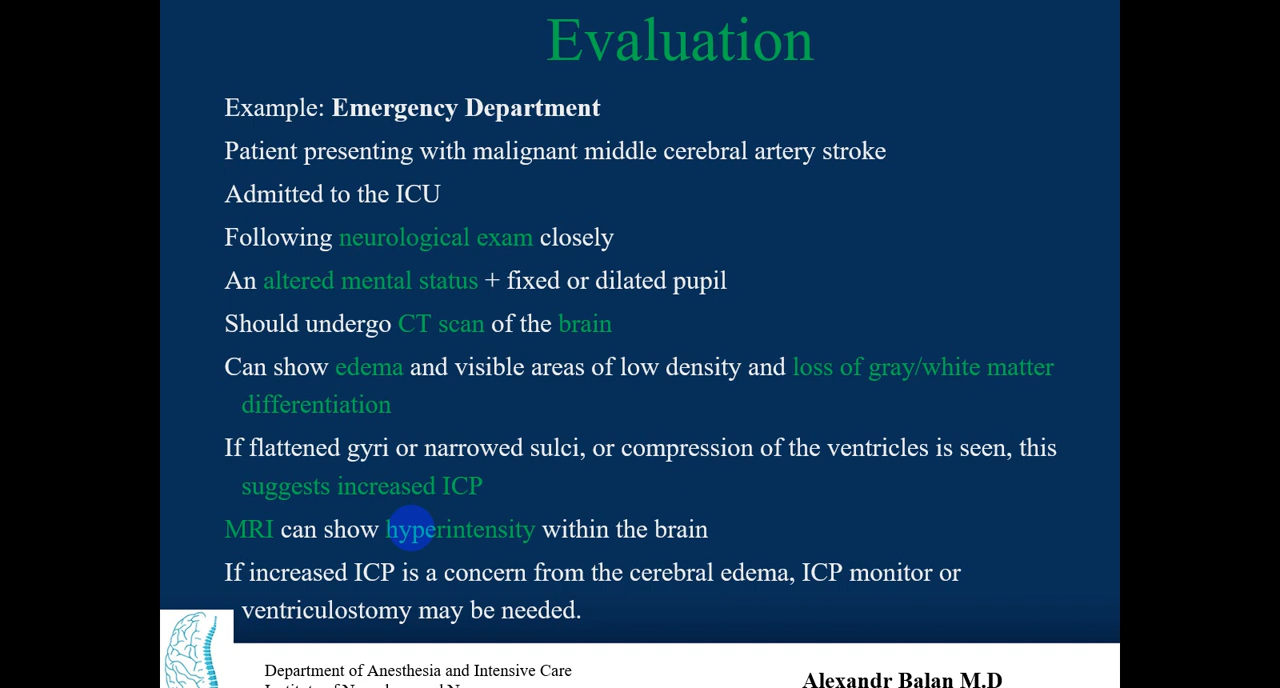 Evaluation
Example: Emergency Department
Patient presenting with malignant middle cerebral artery stroke
Admitted to the ICU
Following neurological exam closely
An altered mental status + fixed or dilated pupil
Should undergo CT scan of the brain
Can show edema and visible areas of low density and loss of gray/white matter
differentiation
If flattened gyri or narrowed sulci, or compression of the ventricles is seen, this
suggests increased ICP
MRI can show hyperintensity within the brain
If increased ICP is a concern from the cerebral edema, ICP monitor or
ventriculostomy may be needed.
Department of Anesthesia and Intensive Care
Alexandr Balan M.D